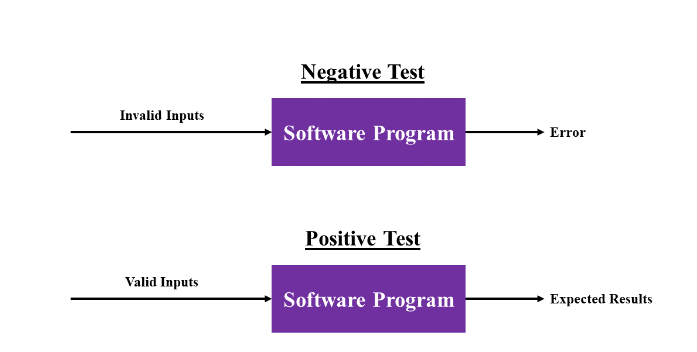 Negative Test
Invalid Inputs
Software Program
Error
Positive Test
Valid Inputs
Software Program
Expected Results